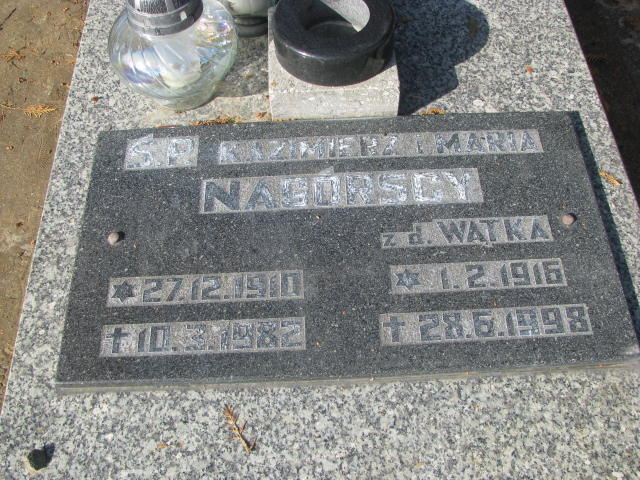 Ś.P. KAZIMIERZ i MARIA
NAGÓRSCY
z d. WĄTKA
* 27.12.1910 * 1.2.1916
✝ 10.3.1982 ✝ 28.6.1998